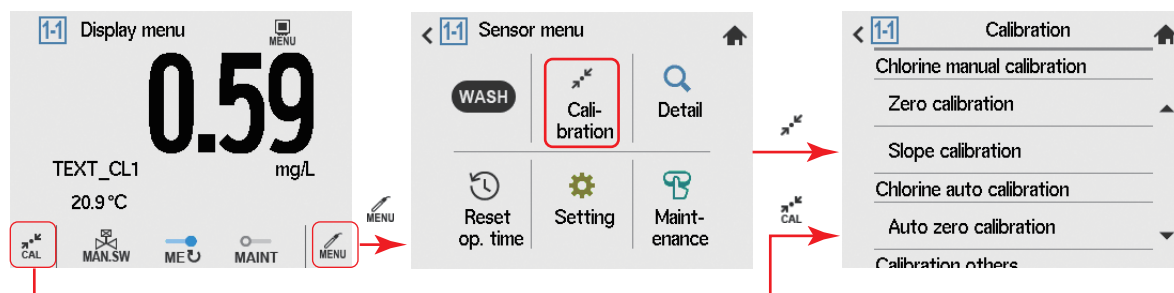 1-1 Display menu
MENU
0.59
TEXT_CL1 mg/L
20.9 °C
CAL MAN.SW ME MAINT MENU
MENU
1-1 Sensor menu
WASH
Cali-
bration
Detail
Reset
op. time
Setting
Maint-
enance
CAL
1-1 Calibration
Chlorine manual calibration
Zero calibration
Slope calibration
Chlorine auto calibration
Auto zero calibration
Calibration others